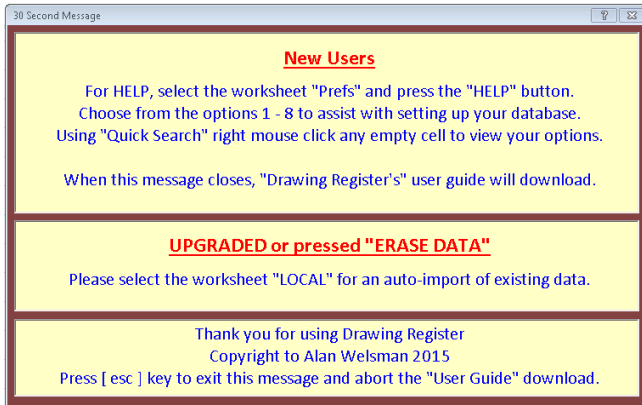 30 Second Message
New Users
For HELP, select the worksheet "Prefs" and press the "HELP" button.
Choose from the options 1 - 8 to assist with setting up your database.
Using "Quick Search" right mouse click any empty cell to view your options.
When this message closes, "Drawing Register's" user guide will download.
UPGRADED or pressed "ERASE DATA"
Please select the worksheet "LOCAL" for an auto-import of existing data.
Thank you for using Drawing Register
Copyright to Alan Welsman 2015
Press [ esc ] key to exit this message and abort the "User Guide" download.